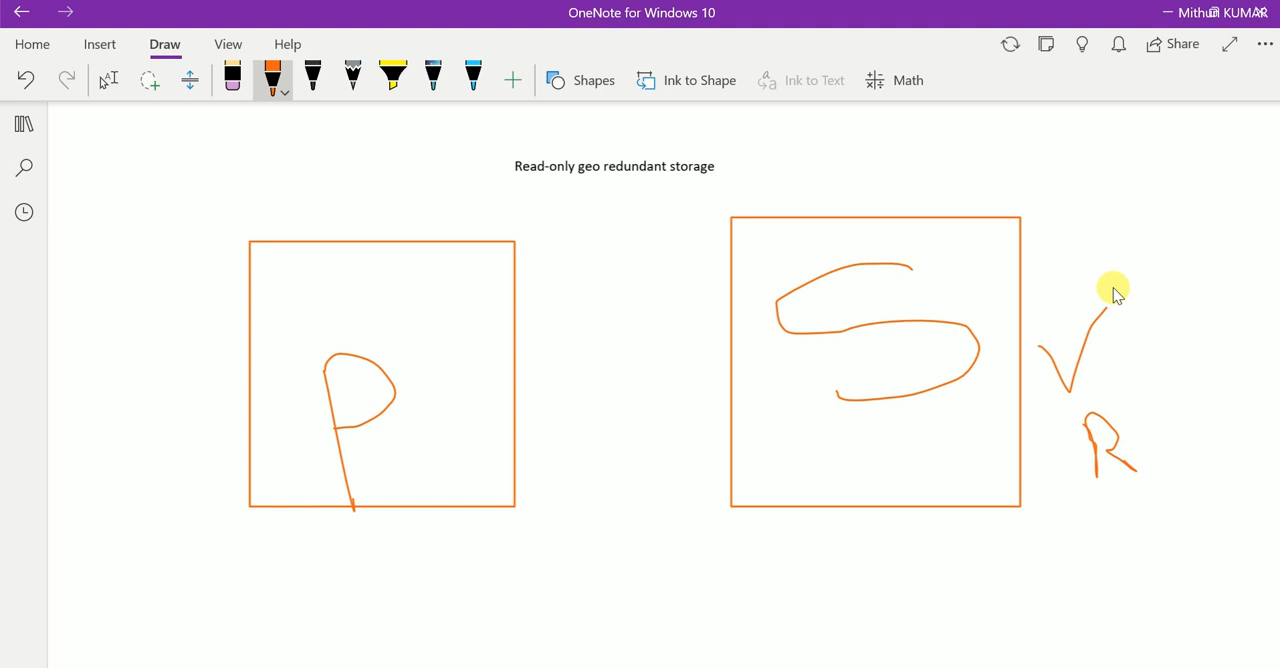 OneNote for Windows 10
Mithun KUMAR
Home Insert Draw View Help Share
Shapes Ink to Shape Ink to Text Math
Read-only geo redundant storage
P S
R